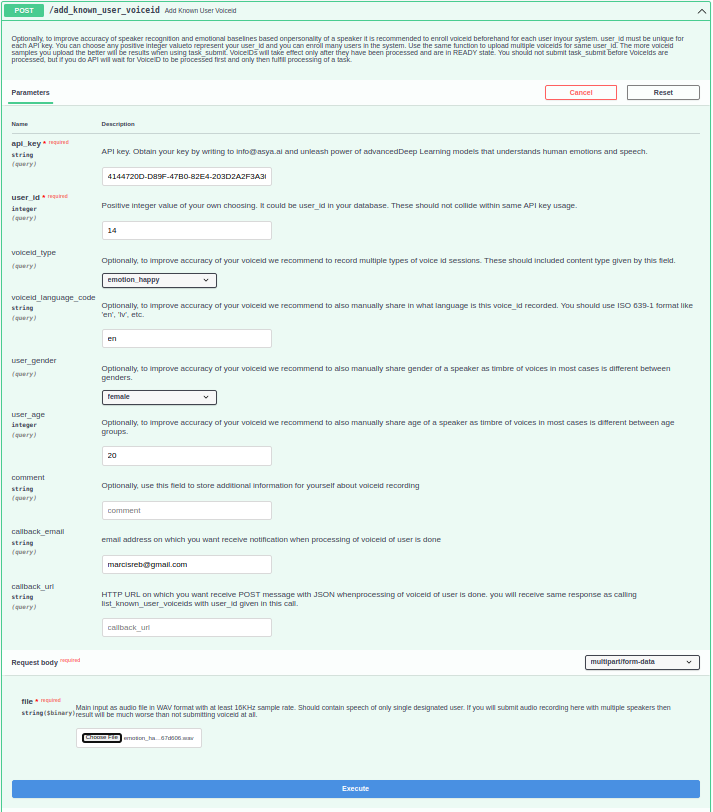 POST /add_known_user_voiceid Add Known User Voiceid
Optionally, to improve accuracy of speaker recognition and emotional baselines based onpersonality of a speaker it is recommended to enroll voiceid beforehand for each user inyour system. user_id must be unique for
each API key. You can choose any positive integer valueto represent your user_id and you can enroll many users in the system. Use the same function to upload multiple voiceids for same user_id. The more voiceid
samples you upload the better will be results when using task_submit. VoiceIDs will take effect only after they have been processed and are in READY state. You should not submit task_submit before VoiceIds are
processed, but if you do API will wait for VoiceID to be processed first and only then fulfill processing of a task.
Parameters
Cancel
Reset
Name Description
api_key * required
string
(query)
API key. Obtain your key by writing to info@asya.ai and unleash power of advancedDeep Learning models that understands human emotions and speech.
4144720D-D89F-47B0-82E4-203D2A2F3A3
user_id * required
integer
(query)
Positive integer value of your own choosing. It could be user_id in your database. These should not collide within same API key usage.
14
voiceid_type
(query)
Optionally, to improve accuracy of your voiceid we recommend to record multiple types of voice id sessions. These should included content type given by this field.
emotion_happy
voiceid_language_code
string
(query)
Optionally, to improve accuracy of your voiceid we recommend to also manually share in what language is this voice_id recorded. You should use ISO 639-1 format like
'en', 'lv', etc.
en
user_gender
(query)
Optionally, to improve accuracy of your voiceid we recommend to also manually share gender of a speaker as timbre of voices in most cases is different between
genders.
female
user_age
integer
(query)
Optionally, to improve accuracy of your voiceid we recommend to also manually share age of a speaker as timbre of voices in most cases is different between age
groups.
20
comment
string
(query)
Optionally, use this field to store additional information for yourself about voiceid recording
comment
callback_email
string
(query)
email address on which you want receive notification when processing of voiceid of user is done
marcisreb@gmail.com
callback_url
string
(query)
HTTP URL on which you want receive POST message with JSON whenprocessing of voiceid of user is done. you will receive same response as calling
list_known_user_voiceids with user_id given in this call.
callback_url
Request body required
multipart/form-data
file * required
string($binary)
Main input as audio file in WAV format with at least 16KHz sample rate. Should contain speech of only single designated user. If you will submit audio recording here with multiple speakers then
result will be much worse than not submitting voiceid at all.
Choose File emotion_ha...67d606.wav
Execute